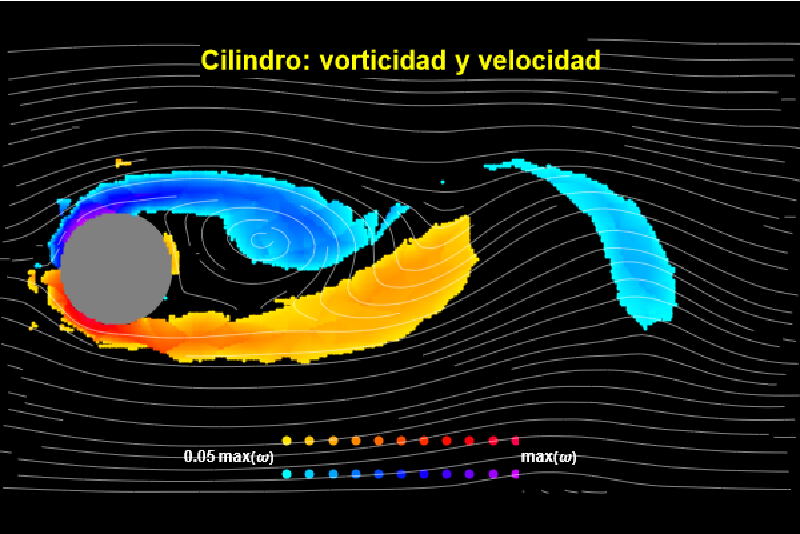 Cilindro: vorticidad y velocidad
0.05 max(ω)
max(ω)